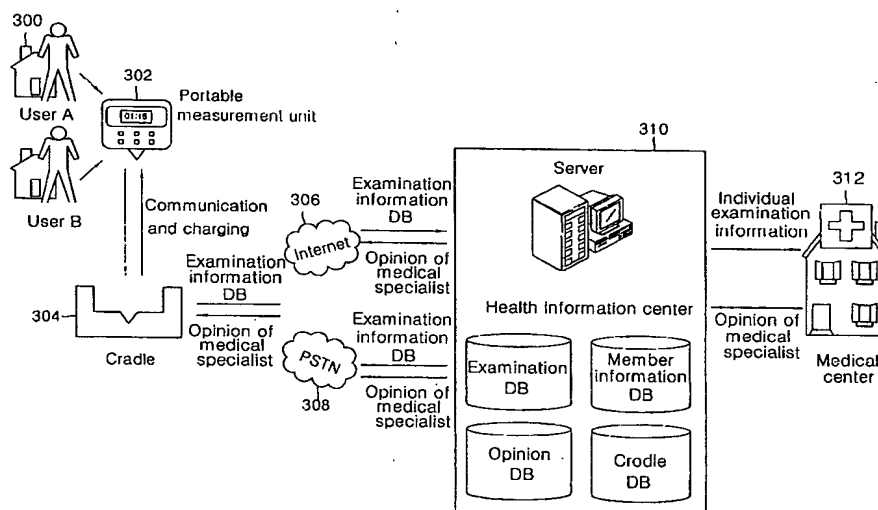 300
User A
User B
302
01:15
Portable
measurement unit
Communication
and charging
304
Cradle
Examination
information
DB
Opinion of
medical
specialist
306
Internet
PSTN
308
Examination
information
DB
Opinion of
medical
specialist
Examination
information
DB
Opinion of
medical
specialist
310
Server
Health information center
Examination
DB
Member
information
DB
Opinion
DB
Crodle
DB
Individual
examination
information
Opinion of
medical
specialist
312
Medical
center